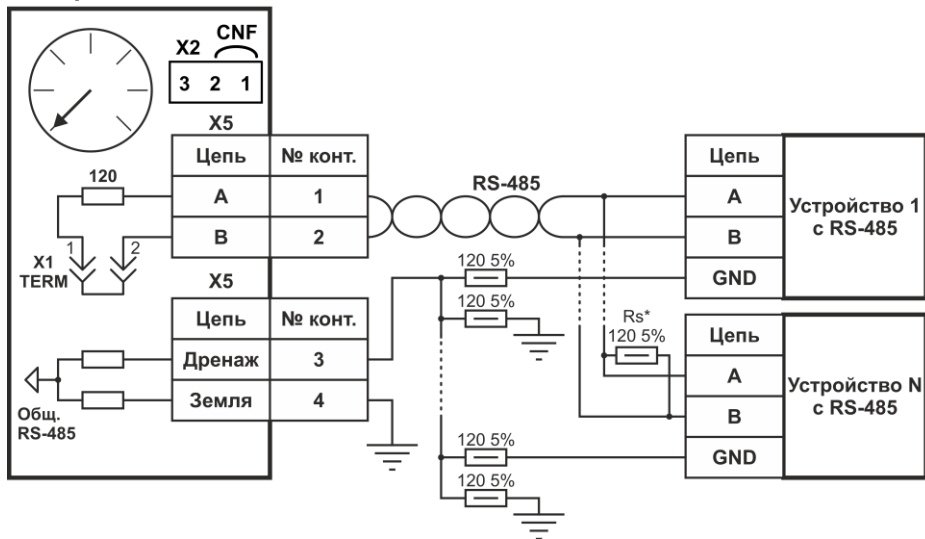 CNF
X2
3 2 1
X5
Цепь № конт.
A 1
B 2
120
1 2
X1
TERM
X5
Цепь № конт.
Дренаж 3
Земля 4
Общ.
RS-485
RS-485
120 5%
120 5%
Rs*
120 5%
120 5%
120 5%
Цепь
A
B
GND
Устройство 1
с RS-485
Цепь
A
B
GND
Устройство N
с RS-485